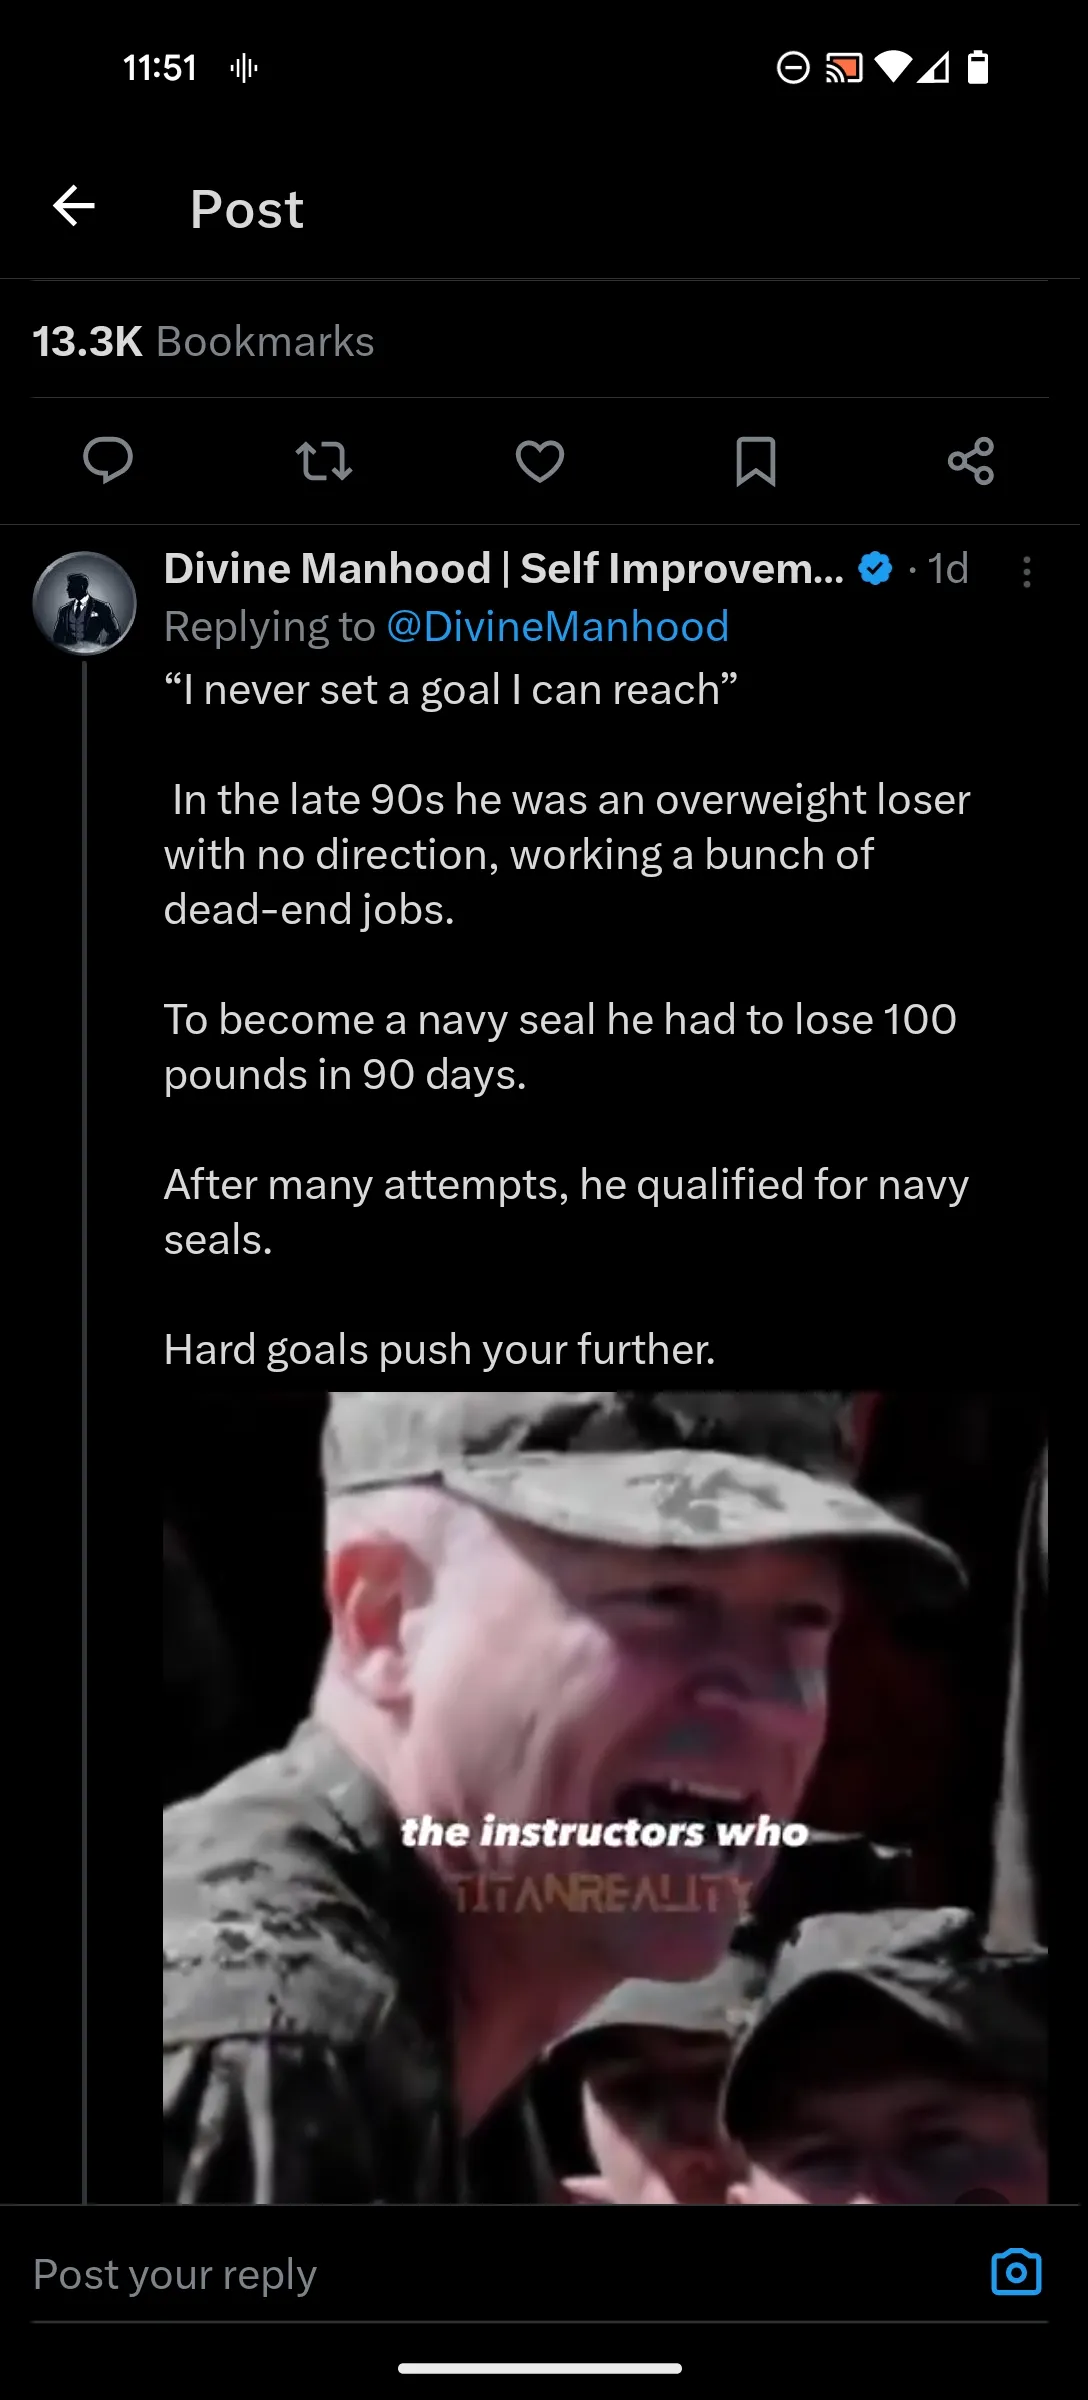 11:51
Post
13.3K Bookmarks
Divine Manhood | Self Improvem... · 1d
Replying to @DivineManhood
“I never set a goal I can reach”
In the late 90s he was an overweight loser
with no direction, working a bunch of
dead-end jobs.
To become a navy seal he had to lose 100
pounds in 90 days.
After many attempts, he qualified for navy
seals.
Hard goals push your further.
the instructors who
TITANREALITY
Post your reply